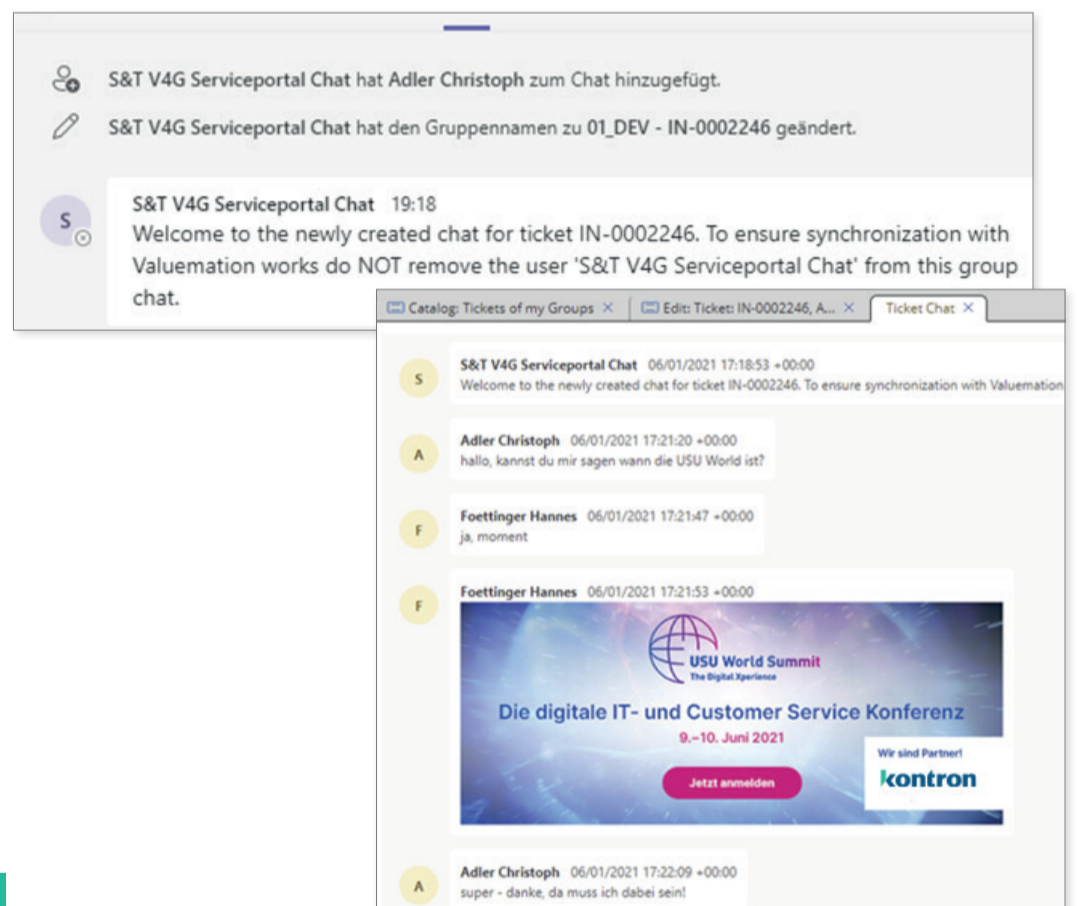 S&T V4G Serviceportal Chat hat Adler Christoph zum Chat hinzugefügt.
S&T V4G Serviceportal Chat hat den Gruppennamen zu 01_DEV - IN-0002246 geändert.
S
S&T V4G Serviceportal Chat 19:18
Welcome to the newly created chat for ticket IN-0002246. To ensure synchronization with
Valuemation works do NOT remove the user 'S&T V4G Serviceportal Chat' from this group
chat.
Catalog: Tickets of my Groups × Edit: Ticket: IN-0002246, A... × Ticket Chat ×
S
S&T V4G Serviceportal Chat 06/01/2021 17:18:53 +00:00
Welcome to the newly created chat for ticket IN-0002246. To ensure synchronization with Valuemation
A
Adler Christoph 06/01/2021 17:21:20 +00:00
hallo, kannst du mir sagen wann die USU World ist?
F
Foettinger Hannes 06/01/2021 17:21:47 +00:00
ja, moment
F
Foettinger Hannes 06/01/2021 17:21:53 +00:00
USU World Summit
The Digital Xperience
Die digitale IT- und Customer Service Konferenz
9.–10. Juni 2021
Jetzt anmelden
Wir sind Partner!
kontron
A
Adler Christoph 06/01/2021 17:22:09 +00:00
super - danke, da muss ich dabei sein!